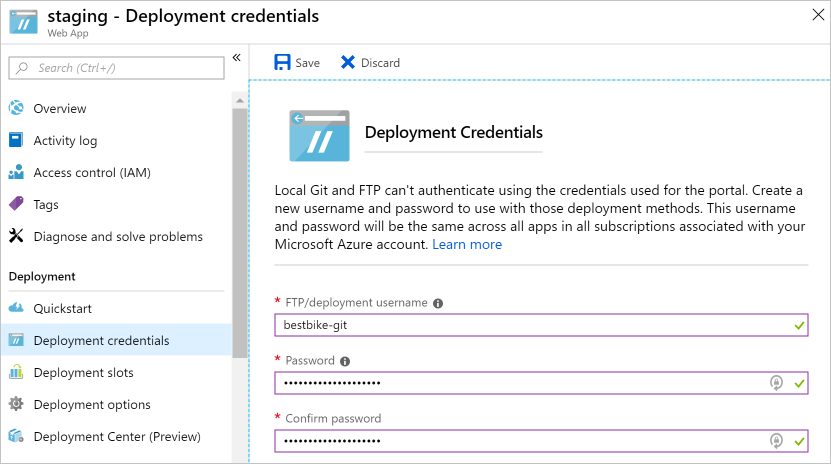 staging - Deployment credentials
Web App
Search (Ctrl+/)
Overview
Activity log
Access control (IAM)
Tags
Diagnose and solve problems
Deployment
Quickstart
Deployment credentials
Deployment slots
Deployment options
Deployment Center (Preview)
Save Discard
Deployment Credentials
Local Git and FTP can't authenticate using the credentials used for the portal. Create a
new username and password to use with those deployment methods. This username
and password will be the same across all apps in all subscriptions associated with your
Microsoft Azure account. Learn more
* FTP/deployment username
bestbike-git
* Password
••••••••••••••••••••
* Confirm password
••••••••••••••••••••